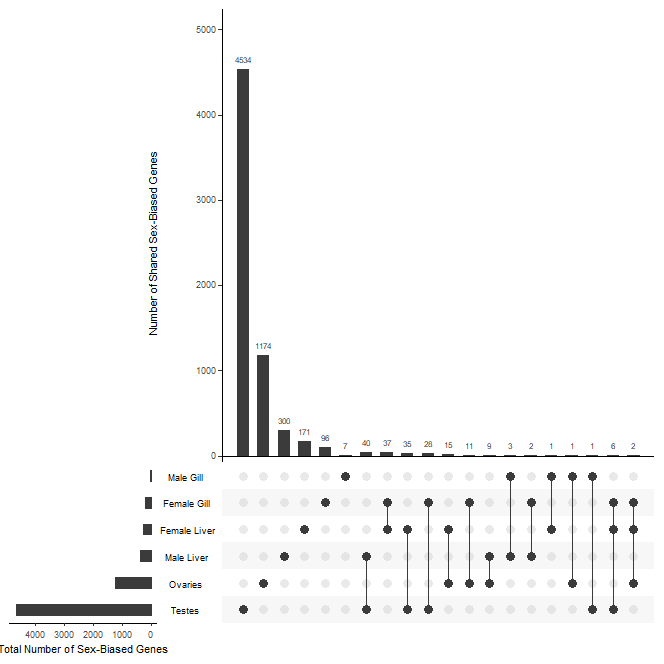 5000
4534
4000
Number of Shared Sex-Biased Genes
3000
2000
1174
1000
300
171
96
7
40
37
35
28
15
11
9
3
2
1
1
1
6
2
0
Male Gill
Female Gill
Female Liver
Male Liver
Ovaries
Testes
4000 3000 2000 1000 0
Total Number of Sex-Biased Genes